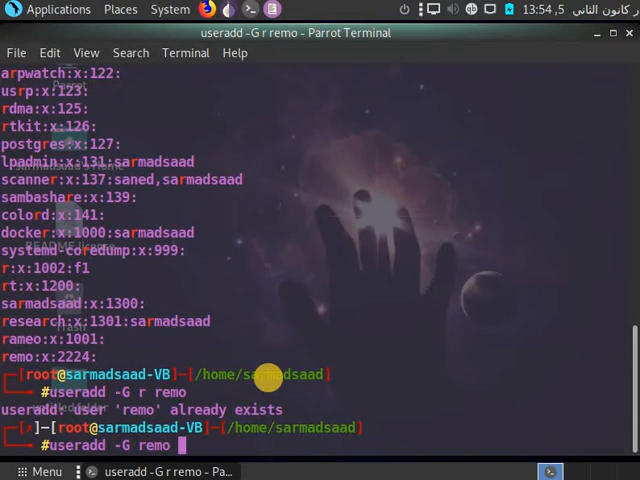 Applications Places System 13:54 ,5 ر كانون الثاني
useradd -G r remo - Parrot Terminal
File Edit View Search Terminal Help
arpwatch:x:122:
usrp:x:123:
rdma:x:125:
rtkit:x:126:
postgres:x:127:
lpadmin:x:131:sarmadsaad
scanner:x:137:saned,sarmadsaad
sambashare:x:139:
colord:x:141:
docker:x:1000:sarmadsaad
systemd-coredump:x:999:
r:x:1002:f1
rt:x:1200:
sarmadsaad:x:1300:
research:x:1301:sarmadsaad
rameo:x:1001:
remo:x:2224:
[root@sarmadsaad-VB]─[/home/sarmadsaad]
#useradd -G r remo
useradd: user 'remo' already exists
[✗]─[root@sarmadsaad-VB]─[/home/sarmadsaad]
#useradd -G remo
Menu useradd -G r remo - Pa...